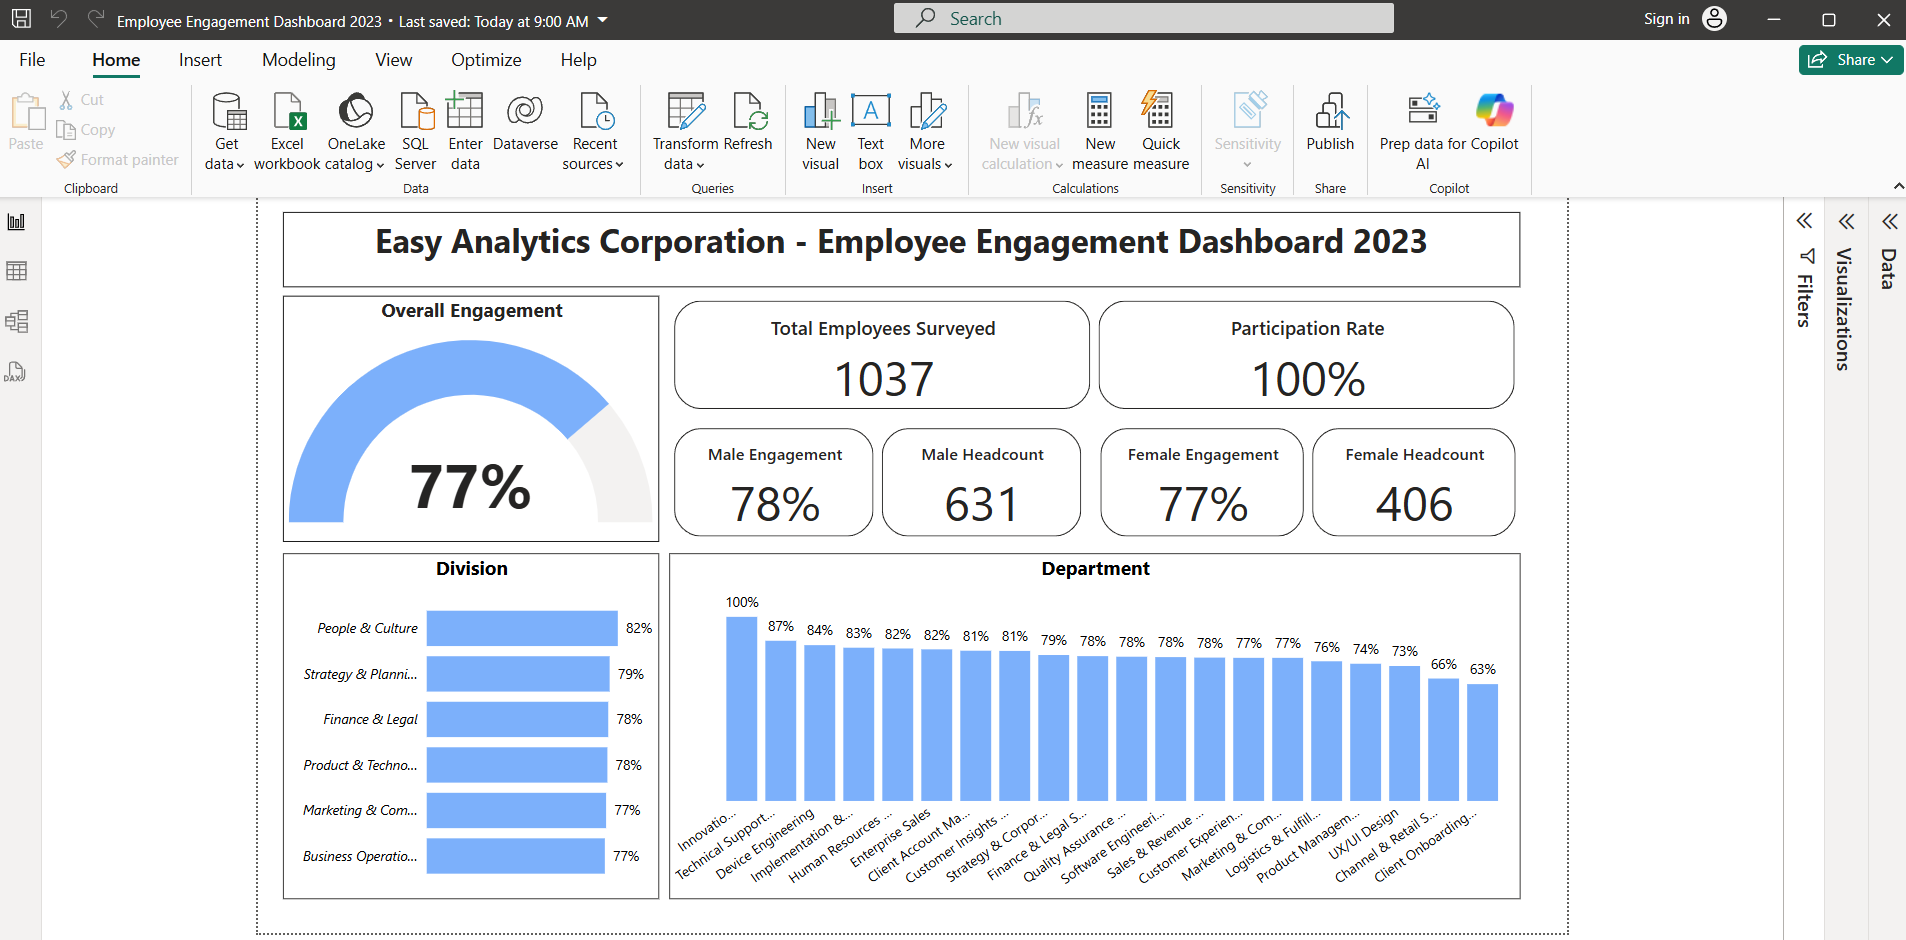 Employee Engagement Dashboard 2023 • Last saved: Today at 9:00 AM
Search
Sign in
File
Home
Insert
Modeling
View
Optimize
Help
Share
Paste
Cut
Copy
Format painter
Clipboard
Get
data
Excel
workbook
OneLake
catalog
SQL
Server
Enter
data
Dataverse
Recent
sources
Data
Transform
data
Refresh
Queries
New
visual
Text
box
More
visuals
Insert
New visual
calculation
New
measure
Quick
measure
Calculations
Sensitivity
Sensitivity
Publish
Share
Prep data for
AI
Copilot
Copilot
DAX
Easy Analytics Corporation - Employee Engagement Dashboard 2023
Overall Engagement
77%
Total Employees Surveyed
1037
Participation Rate
100%
Male Engagement
78%
Male Headcount
631
Female Engagement
77%
Female Headcount
406
Division
People & Culture
82%
Strategy & Planni...
79%
Finance & Legal
78%
Product & Techno...
78%
Marketing & Com...
77%
Business Operatio...
77%
Department
100%
87%
84%
83%
82%
82%
81%
81%
79%
78%
78%
78%
78%
77%
77%
76%
74%
73%
66%
63%
Innovatio...
Technical Support...
Device Engineering
Implementation &...
Human Resources ...
Enterprise Sales
Client Account Ma...
Customer Insights ...
Strategy & Corpor...
Finance & Legal S...
Quality Assurance ...
Software Engineeri...
Sales & Revenue ...
Customer Experien...
Marketing & Com...
Logistics & Fulfill...
Product Managem...
UX/UI Design
Channel & Retail S...
Client Onboarding...
Filters
Visualizations
Data